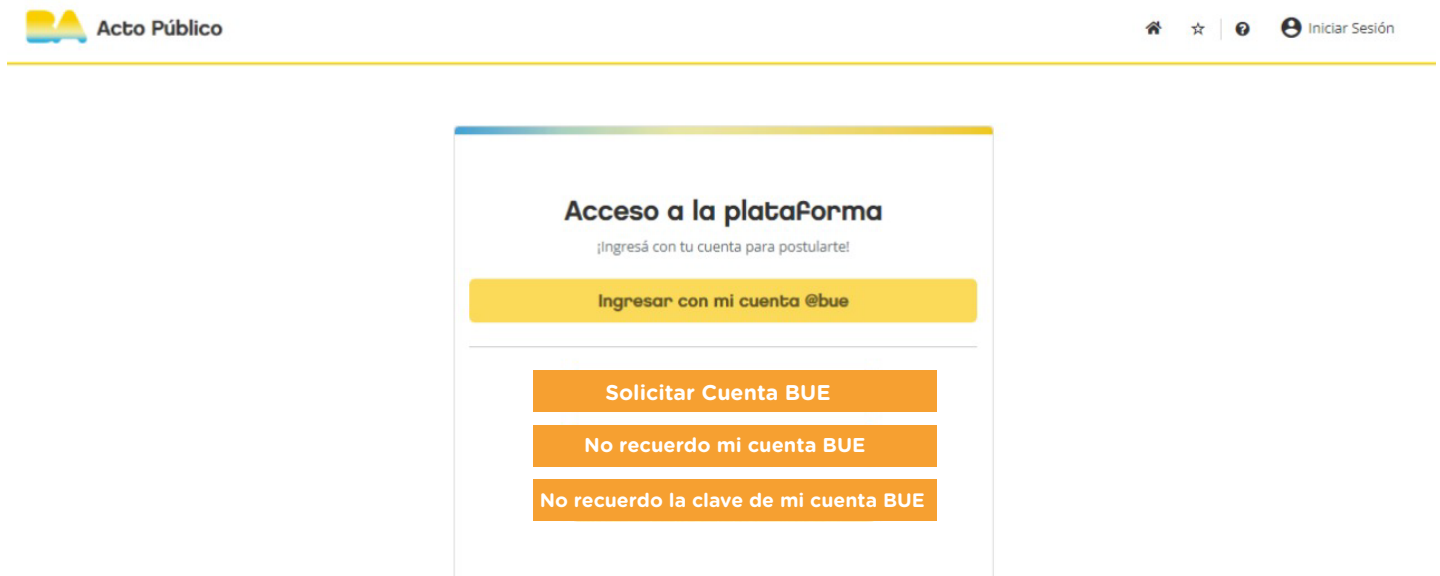 BA Acto Público
Iniciar Sesión
Acceso a la plataforma
¡Ingresá con tu cuenta para postularte!
Ingresar con mi cuenta @bue
Solicitar Cuenta BUE
No recuerdo mi cuenta BUE
No recuerdo la clave de mi cuenta BUE